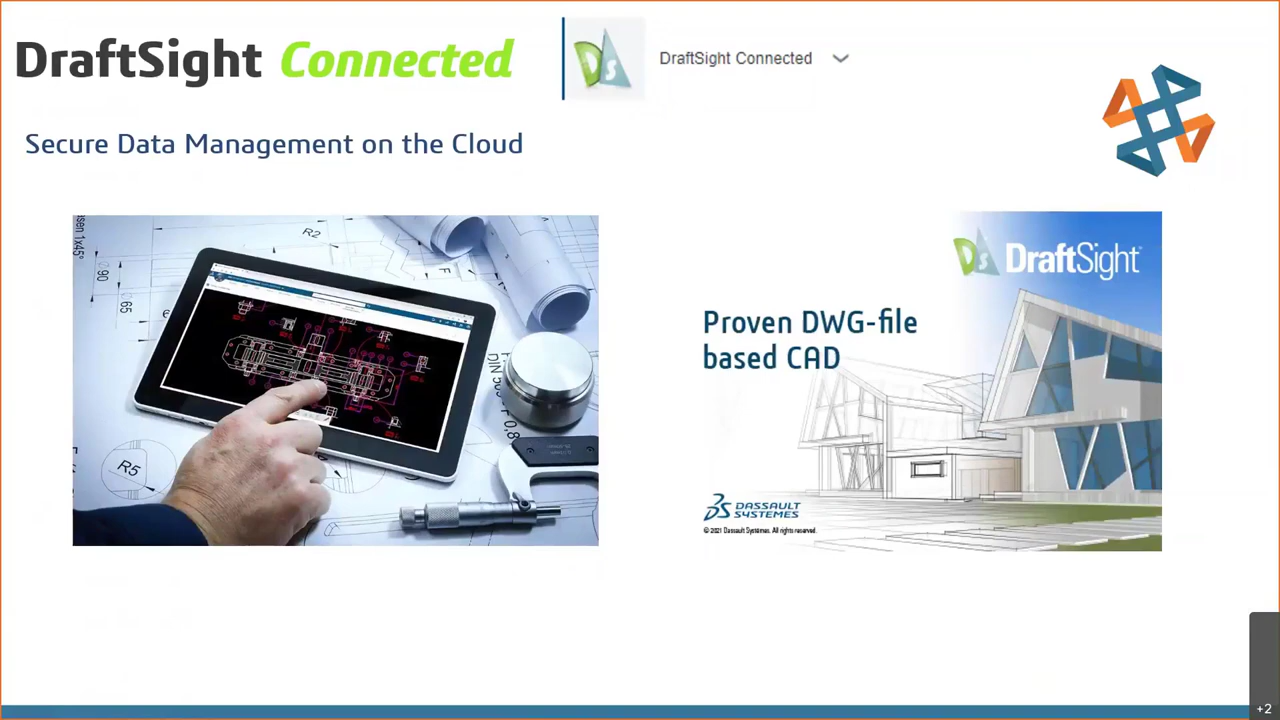 DraftSight Connected
DraftSight Connected
Secure Data Management on the Cloud
R2
F
R5
DraftSight
Proven DWG-file
based CAD
DASSAULT
SYSTEMES
© 2021 Dassault Systèmes. All rights reserved.
+2